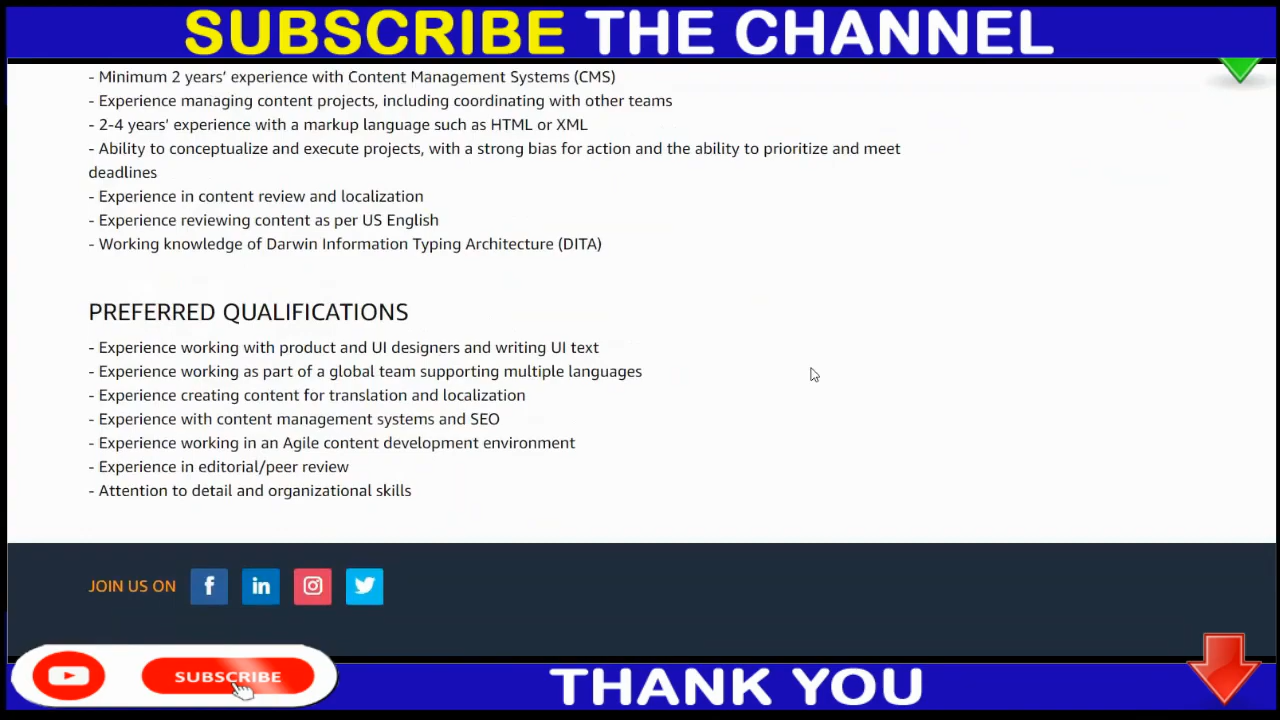 SUBSCRIBE THE CHANNEL
- Minimum 2 years’ experience with Content Management Systems (CMS)
- Experience managing content projects, including coordinating with other teams
- 2-4 years’ experience with a markup language such as HTML or XML
- Ability to conceptualize and execute projects, with a strong bias for action and the ability to prioritize and meet
deadlines
- Experience in content review and localization
- Experience reviewing content as per US English
- Working knowledge of Darwin Information Typing Architecture (DITA)
PREFERRED QUALIFICATIONS
- Experience working with product and UI designers and writing UI text
- Experience working as part of a global team supporting multiple languages
- Experience creating content for translation and localization
- Experience with content management systems and SEO
- Experience working in an Agile content development environment
- Experience in editorial/peer review
- Attention to detail and organizational skills
JOIN US ON f in
SUBSCRIBE
THANK YOU